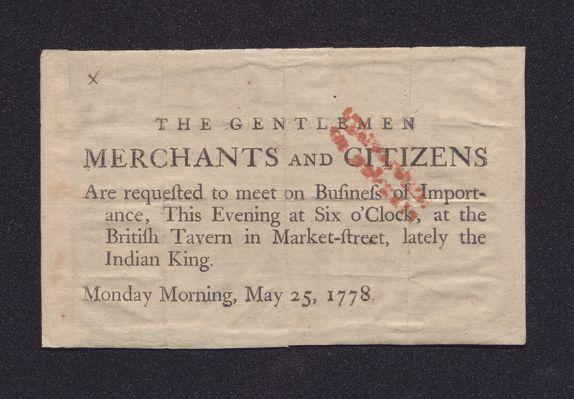 x
THE GENTLEMEN
MERCHANTS AND CITIZENS
Are requeſted to meet on Buſineſs of Import-
ance, This Evening at Six o'Clock, at the
Britiſh Tavern in Market-ſtreet, lately the
Indian King.
Monday Morning, May 25, 1778.